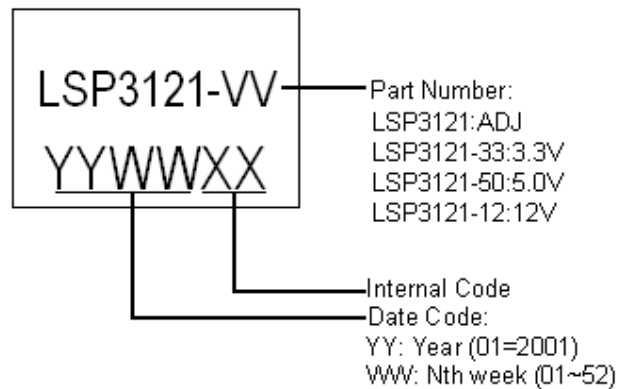 LSP3121-VV
YYWWXX
Part Number:
LSP3121:ADJ
LSP3121-33:3.3V
LSP3121-50:5.0V
LSP3121-12:12V
Internal Code
Date Code:
YY: Year (01=2001)
WW: Nth week (01~52)